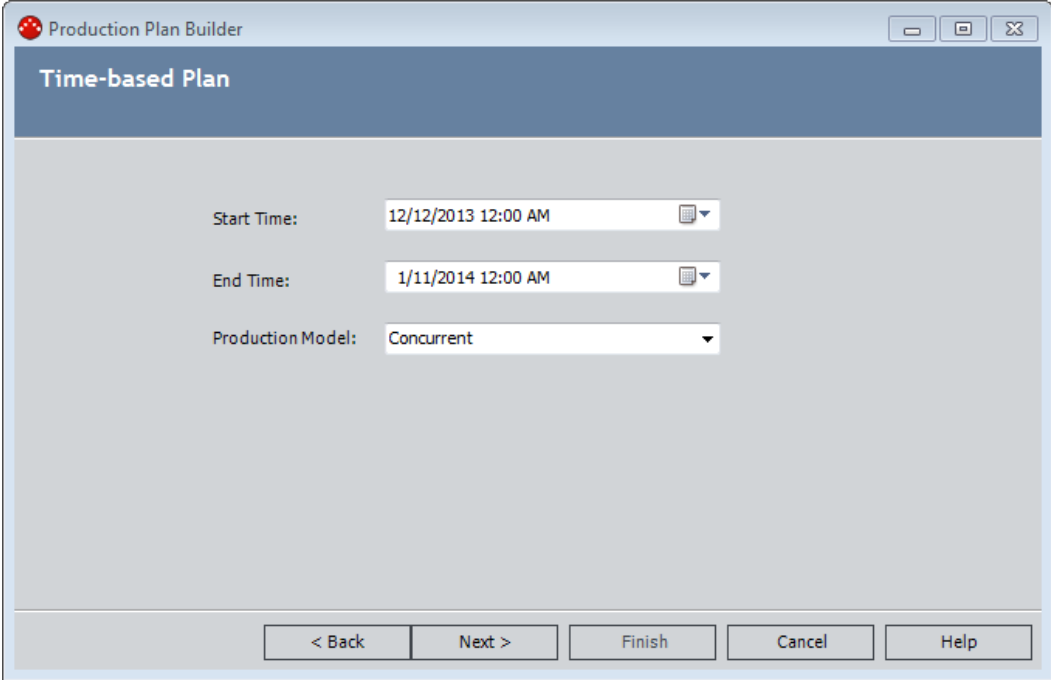 Production Plan Builder
Time-based Plan
Start Time: 12/12/2013 12:00 AM
End Time: 1/11/2014 12:00 AM
Production Model: Concurrent
< Back Next > Finish Cancel Help